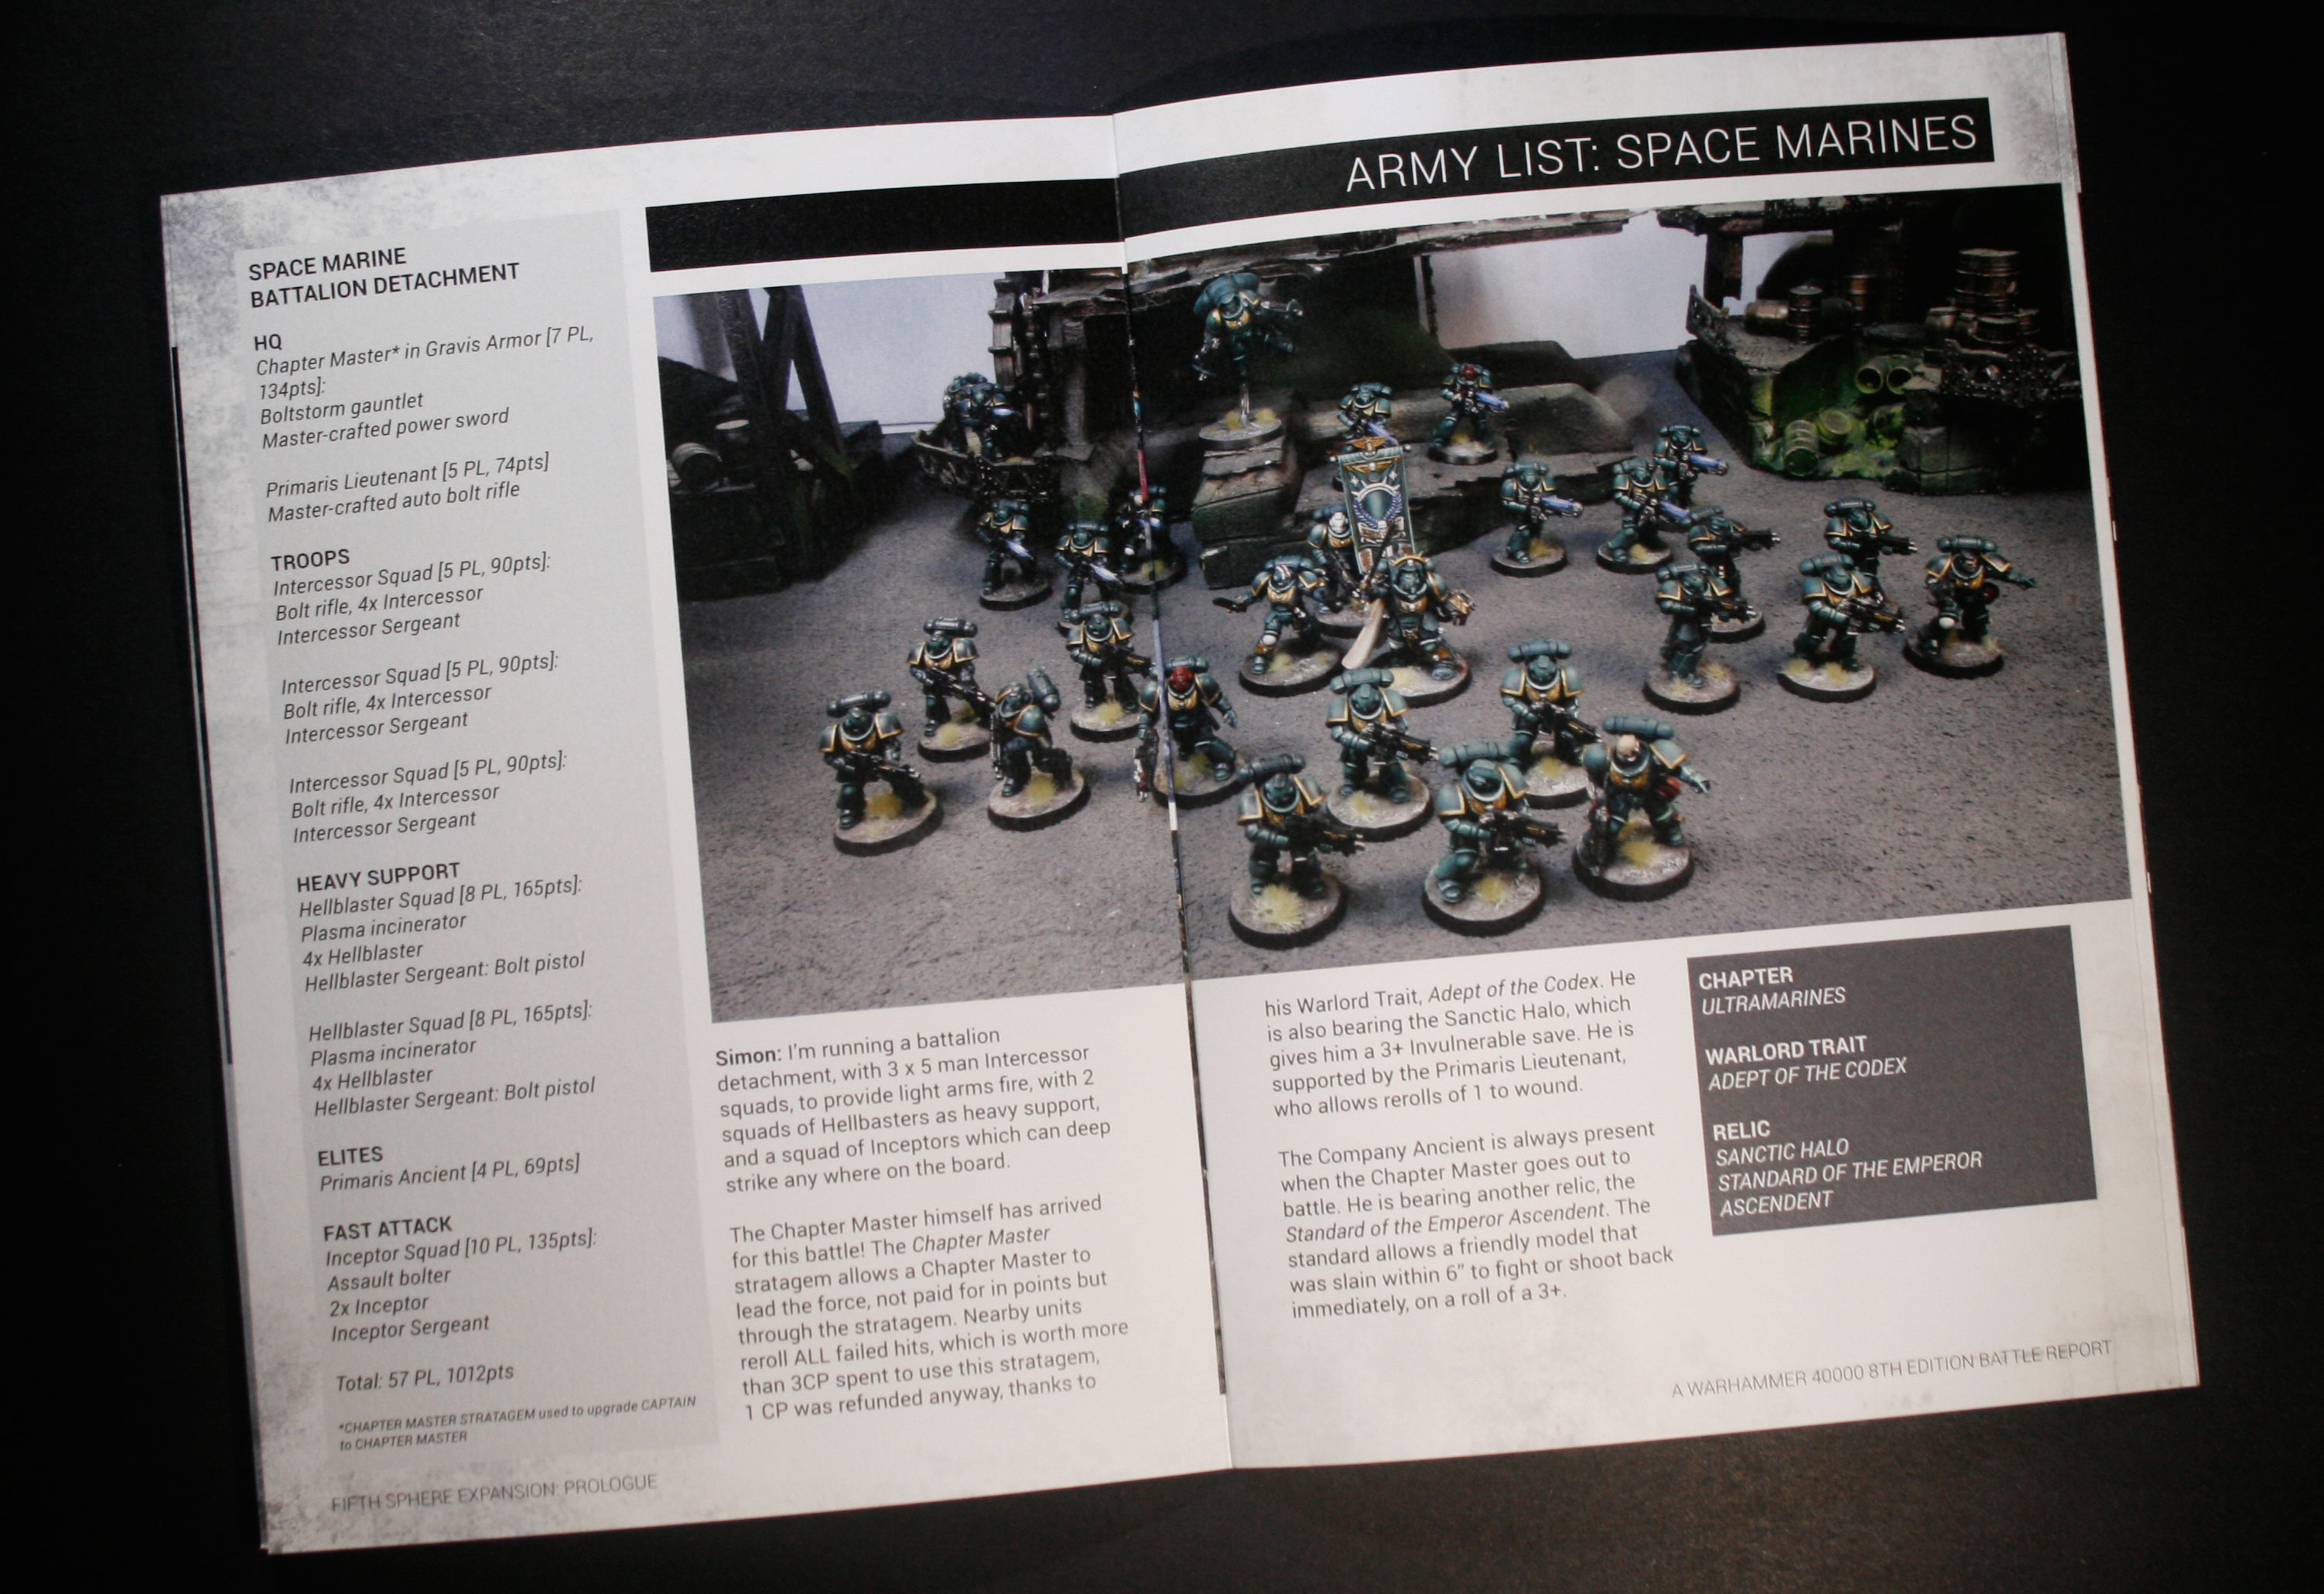 ARMY LIST: SPACE MARINES
SPACE MARINE
BATTALION DETACHMENT
HQ
Chapter Master* in Gravis Armor [7 PL,
134pts]:
Boltstorm gauntlet
Master-crafted power sword
Primaris Lieutenant [5 PL, 74pts]
Master-crafted auto bolt rifle
TROOPS
Intercessor Squad [5 PL, 90pts]:
Bolt rifle, 4x Intercessor
Intercessor Sergeant
Intercessor Squad [5 PL, 90pts]:
Bolt rifle, 4x Intercessor
Intercessor Sergeant
Intercessor Squad [5 PL, 90pts]:
Bolt rifle, 4x Intercessor
Intercessor Sergeant
HEAVY SUPPORT
Hellblaster Squad [8 PL, 165pts]:
Plasma incinerator
4x Hellblaster
Hellblaster Sergeant: Bolt pistol
Hellblaster Squad [8 PL, 165pts]:
Plasma incinerator
4x Hellblaster
Hellblaster Sergeant: Bolt pistol
ELITES
Primaris Ancient [4 PL, 69pts]
FAST ATTACK
Inceptor Squad [10 PL, 135pts]:
Assault bolter
2x Inceptor
Inceptor Sergeant
Total: 57 PL, 1012pts
*CHAPTER MASTER STRATAGEM used to upgrade CAPTAIN
to CHAPTER MASTER
FIFTH SPHERE EXPANSION: PROLOGUE
Simon: I'm running a battalion
detachment, with 3 x 5 man Intercessor
squads, to provide light arms fire, with 2
squads of Hellbasters as heavy support,
and a squad of Inceptors which can deep
strike any where on the board.
The Chapter Master himself has arrived
for this battle! The Chapter Master
stratagem allows a Chapter Master to
lead the force, not paid for in points but
through the stratagem. Nearby units
reroll ALL failed hits, which is worth more
than 3CP spent to use this stratagem,
1 CP was refunded anyway, thanks to
his Warlord Trait, Adept of the Codex. He
is also bearing the Sanctic Halo, which
gives him a 3+ Invulnerable save. He is
supported by the Primaris Lieutenant,
who allows rerolls of 1 to wound.
The Company Ancient is always present
when the Chapter Master goes out to
battle. He is bearing another relic, the
Standard of the Emperor Ascendent. The
standard allows a friendly model that
was slain within 6" to fight or shoot back
immediately, on a roll of a 3+.
CHAPTER
ULTRAMARINES
WARLORD TRAIT
ADEPT OF THE CODEX
RELIC
SANCTIC HALO
STANDARD OF THE EMPEROR
ASCENDENT
A WARHAMMER 40000 8TH EDITION BATTLE REPORT